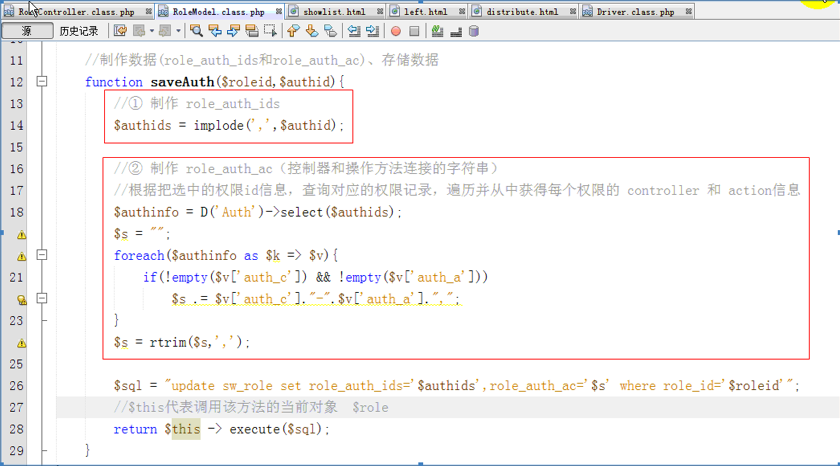 RoleController.class.php RoleModel.class.php showlist.html left.html distribute.html Driver.class.php
源 历史记录
11 //制作数据(role_auth_ids和role_auth_ac)、存储数据
12 function saveAuth($roleid,$authid){
13 //① 制作 role_auth_ids
14 $authids = implode(',',$authid);
15
16 //② 制作 role_auth_ac（控制器和操作方法连接的字符串）
17 //根据把选中的权限id信息，查询对应的权限记录，遍历并从中获得每个权限的 controller 和 action信息
18 $authinfo = D('Auth')->select($authids);
$s = "";
foreach($authinfo as $k => $v){
21 if(!empty($v['auth_c']) && !empty($v['auth_a']))
$s .= $v['auth_c']."-".$v['auth_a'].",";
23 }
$s = rtrim($s,',');
25
26 $sql = "update sw_role set role_auth_ids='$authids',role_auth_ac='$s' where role_id='$roleid'";
27 //$this代表调用该方法的当前对象 $role
28 return $this -> execute($sql);
29 }